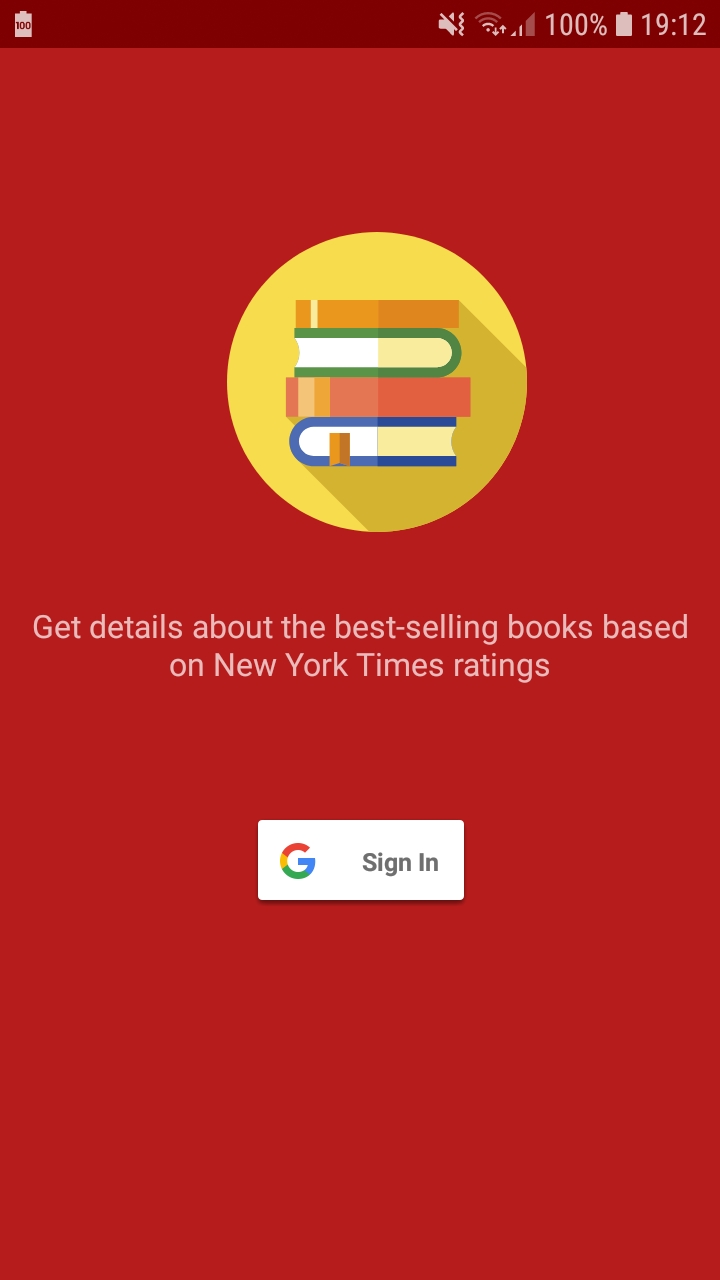 100
100% 19:12
Get details about the best-selling books based
on New York Times ratings
Sign In